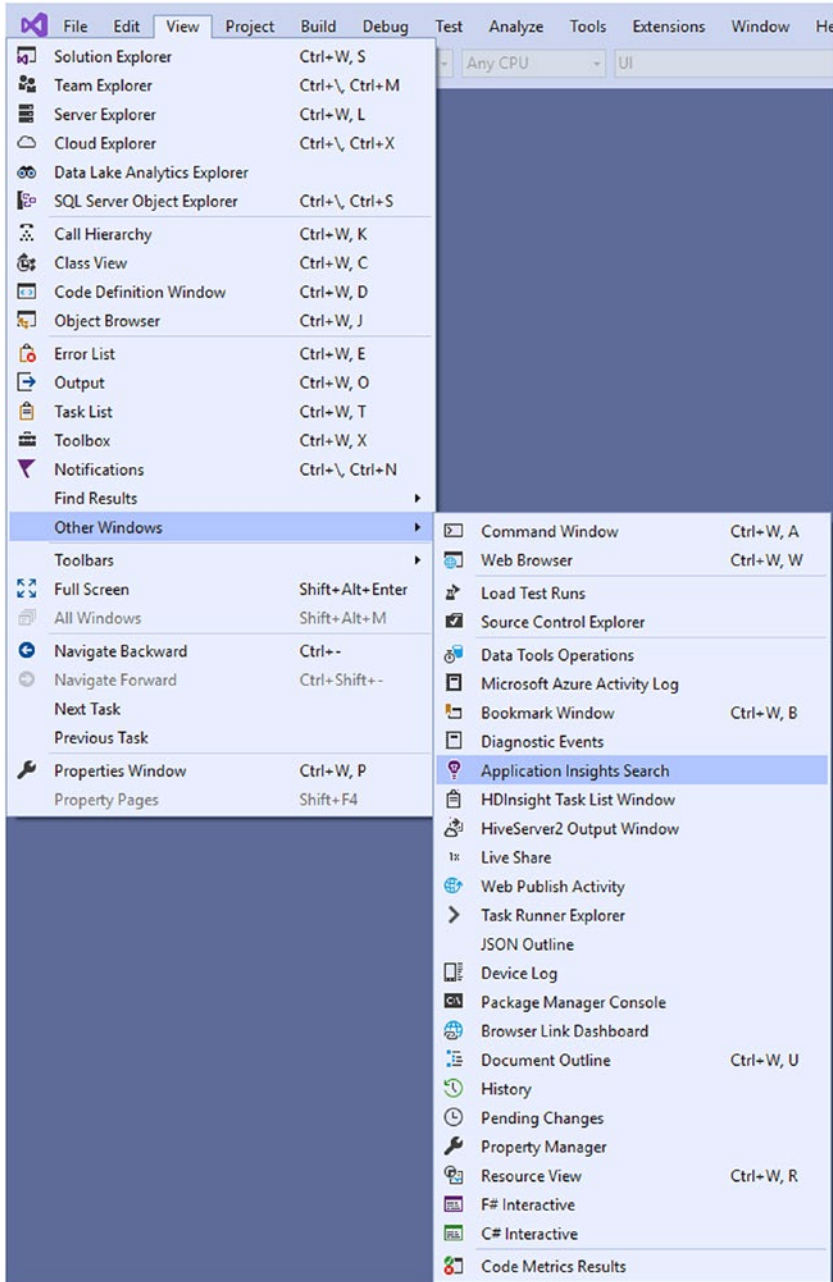 File Edit View Project Build Debug Test Analyze Tools Extensions Window He
Any CPU UI
Solution Explorer Ctrl+W, S
Team Explorer Ctrl+\, Ctrl+M
Server Explorer Ctrl+W, L
Cloud Explorer Ctrl+\, Ctrl+X
Data Lake Analytics Explorer
SQL Server Object Explorer Ctrl+\, Ctrl+S
Call Hierarchy Ctrl+W, K
Class View Ctrl+W, C
Code Definition Window Ctrl+W, D
Object Browser Ctrl+W, J
Error List Ctrl+W, E
Output Ctrl+W, O
Task List Ctrl+W, T
Toolbox Ctrl+W, X
Notifications Ctrl+\, Ctrl+N
Find Results
Other Windows
Toolbars
Full Screen Shift+Alt+Enter
All Windows Shift+Alt+M
Navigate Backward Ctrl+-
Navigate Forward Ctrl+Shift+-
Next Task
Previous Task
Properties Window Ctrl+W, P
Property Pages Shift+F4
Command Window Ctrl+W, A
Web Browser Ctrl+W, W
Load Test Runs
Source Control Explorer
Data Tools Operations
Microsoft Azure Activity Log
Bookmark Window Ctrl+W, B
Diagnostic Events
Application Insights Search
HDInsight Task List Window
HiveServer2 Output Window
Live Share
Web Publish Activity
Task Runner Explorer
JSON Outline
Device Log
Package Manager Console
Browser Link Dashboard
Document Outline Ctrl+W, U
History
Pending Changes
Property Manager
Resource View Ctrl+W, R
F# Interactive
C# Interactive
Code Metrics Results